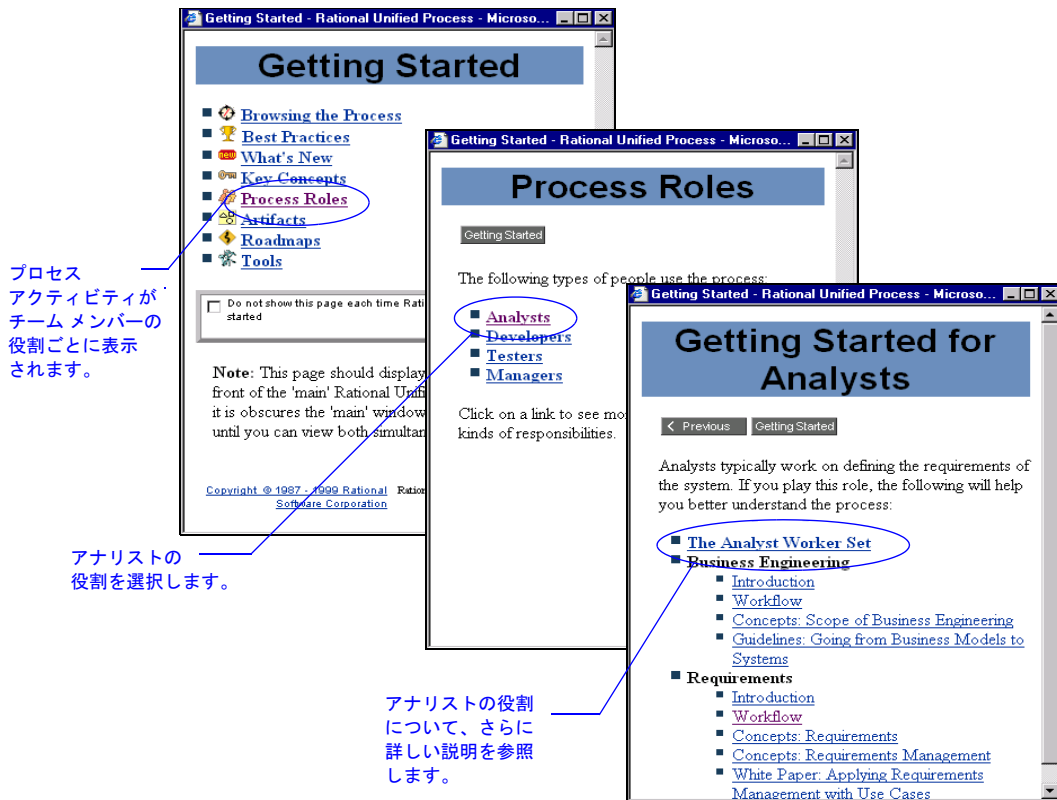 Getting Started - Rational Unified Process - Microso...
Getting Started
Browsing the Process
Best Practices
What's New
Key Concepts
Process Roles
Artifacts
Roadmaps
Tools
Do not show this page each time Rati
started
Note: This page should display
front of the 'main' Rational Unif
it is obscures the 'main' window
until you can view both simultan
Copyright © 1987 - 1999 Rational
Software Corporation
Ration
プロセス
アクティビティが
チーム メンバーの
役割ごとに表示
されます。
Getting Started - Rational Unified Process - Microso...
Process Roles
Getting Started
The following types of people use the process:
Analysts
Developers
Testers
Managers
Click on a link to see mo
kinds of responsibilities.
アナリストの
役割を選択します。
Getting Started - Rational Unified Process - Microso...
Getting Started for
Analysts
Previous
Getting Started
Analysts typically work on defining the requirements of
the system. If you play this role, the following will help
you better understand the process:
The Analyst Worker Set
Business Engineering
Introduction
Workflow
Concepts: Scope of Business Engineering
Guidelines: Going from Business Models to
Systems
Requirements
Introduction
Workflow
Concepts: Requirements
Concepts: Requirements Management
White Paper: Applying Requirements
Management with Use Cases
アナリストの役割
について、さらに
詳しい説明を参照
します。